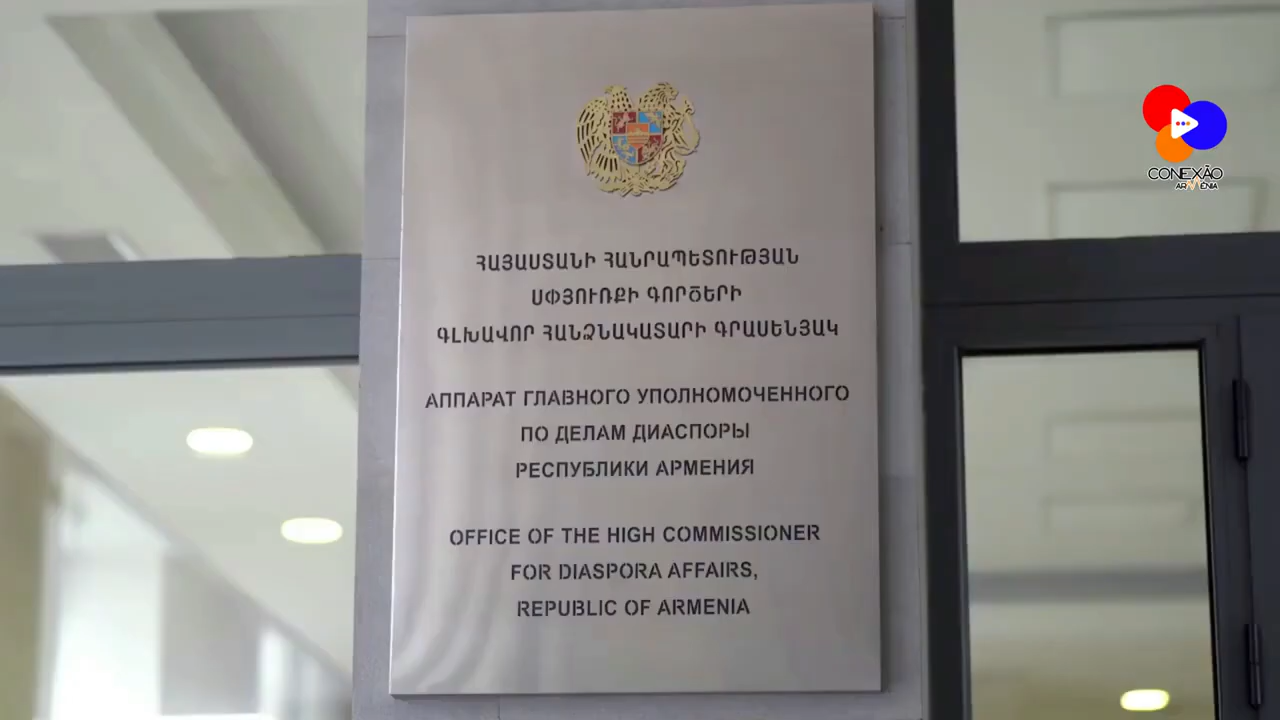 ՀԱՅԱՍՏԱՆԻ ՀԱՆՐԱՊԵՏՈՒԹՅԱՆ
ՍՓՅՈՒՌՔԻ ԳՈՐԾԵՐԻ
ԳԼԽԱՎՈՐ ՀԱՆՁՆԱԿԱՏԱՐԻ ԳՐԱՍԵՆՅԱԿ
АППАРАТ ГЛАВНОГО УПОЛНОМОЧЕННОГО
ПО ДЕЛАМ ДИАСПОРЫ
РЕСПУБЛИКИ АРМЕНИЯ
OFFICE OF THE HIGH COMMISSIONER
FOR DIASPORA AFFAIRS,
REPUBLIC OF ARMENIA
CONEXÃO
ARMÊNIA